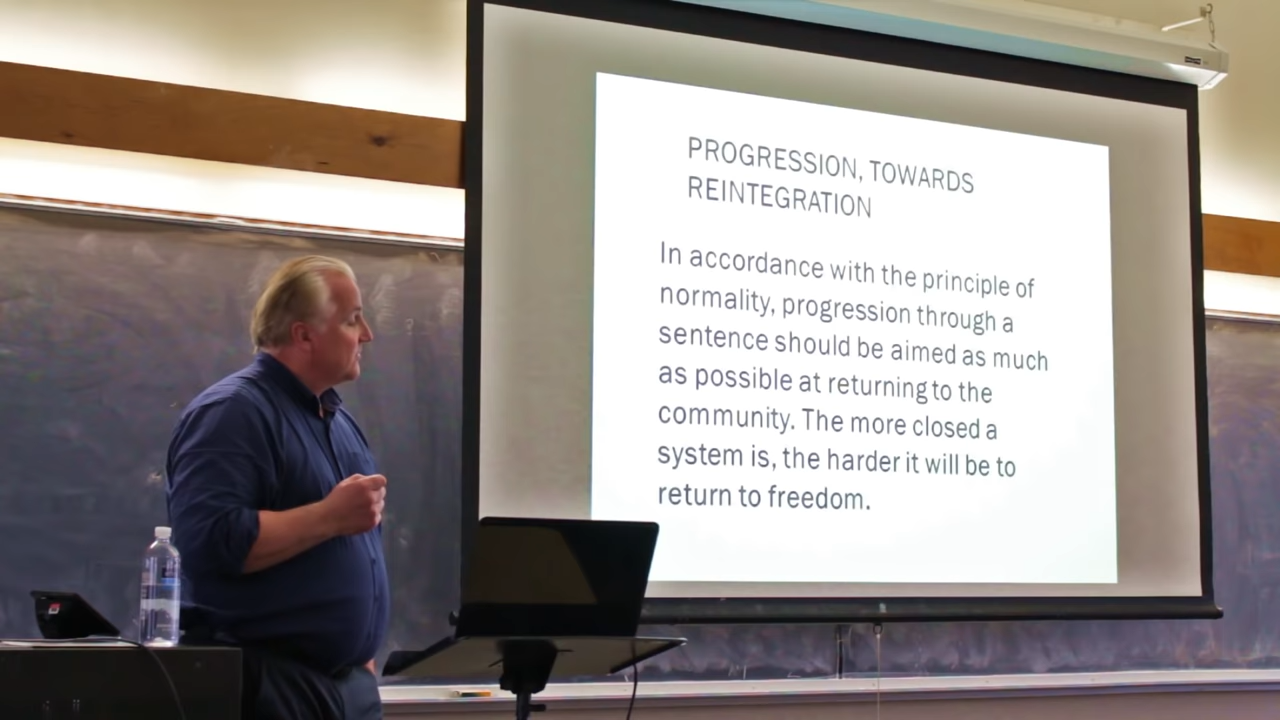 PROGRESSION, TOWARDS
REINTEGRATION
In accordance with the principle of
normality, progression through a
sentence should be aimed as much
as possible at returning to the
community. The more closed a
system is, the harder it will be to
return to freedom.